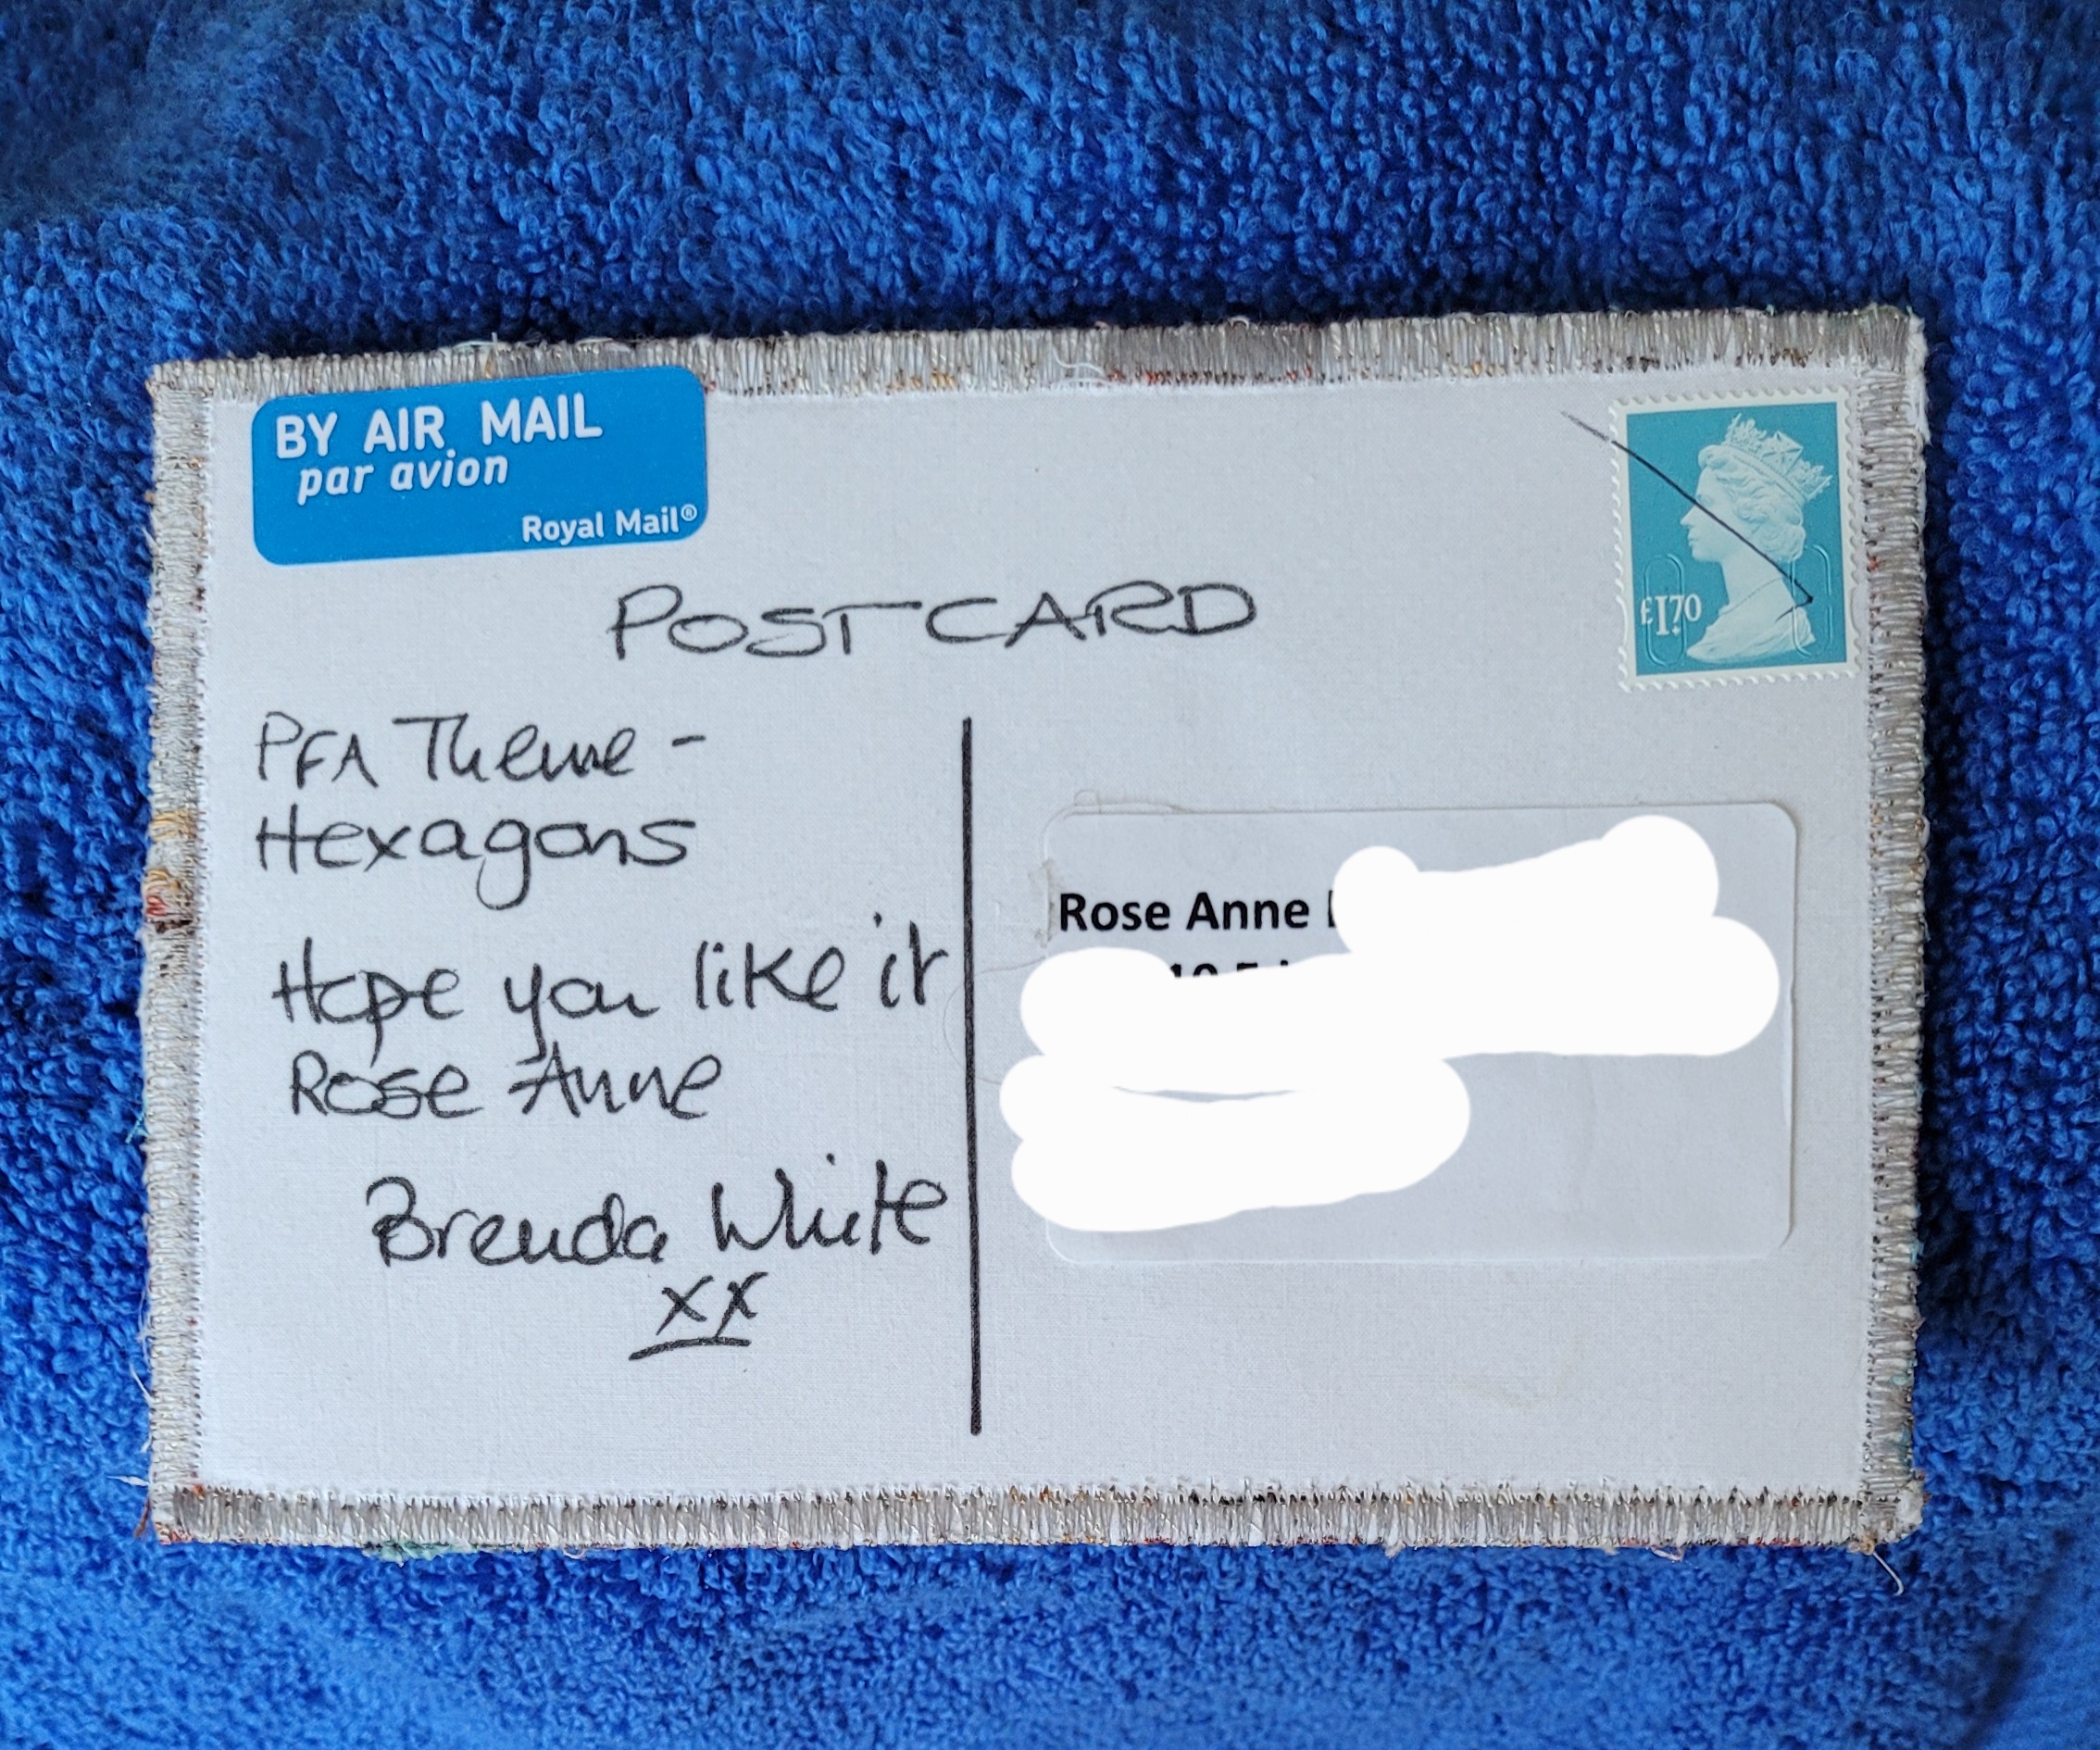 BY AIR MAIL
par avion
Royal Mail®
£1.70
POSTCARD
PFA Theme -
Hexagons
Hope you like it
Rose Anne
Brenda White
xx
Rose Anne